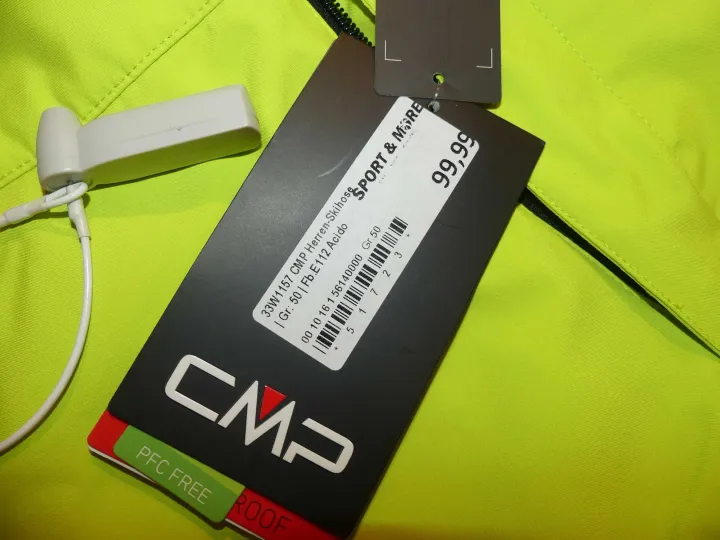 SPORT & MORE
99,99
33W1157 CMP Herren-Skihose
| Gr: 50 | Fb.E112 Acido
00 10 16 1 56140000 Gr 50
* 5 1 7 2 3 *
CMP
PFC FREE
ROOF